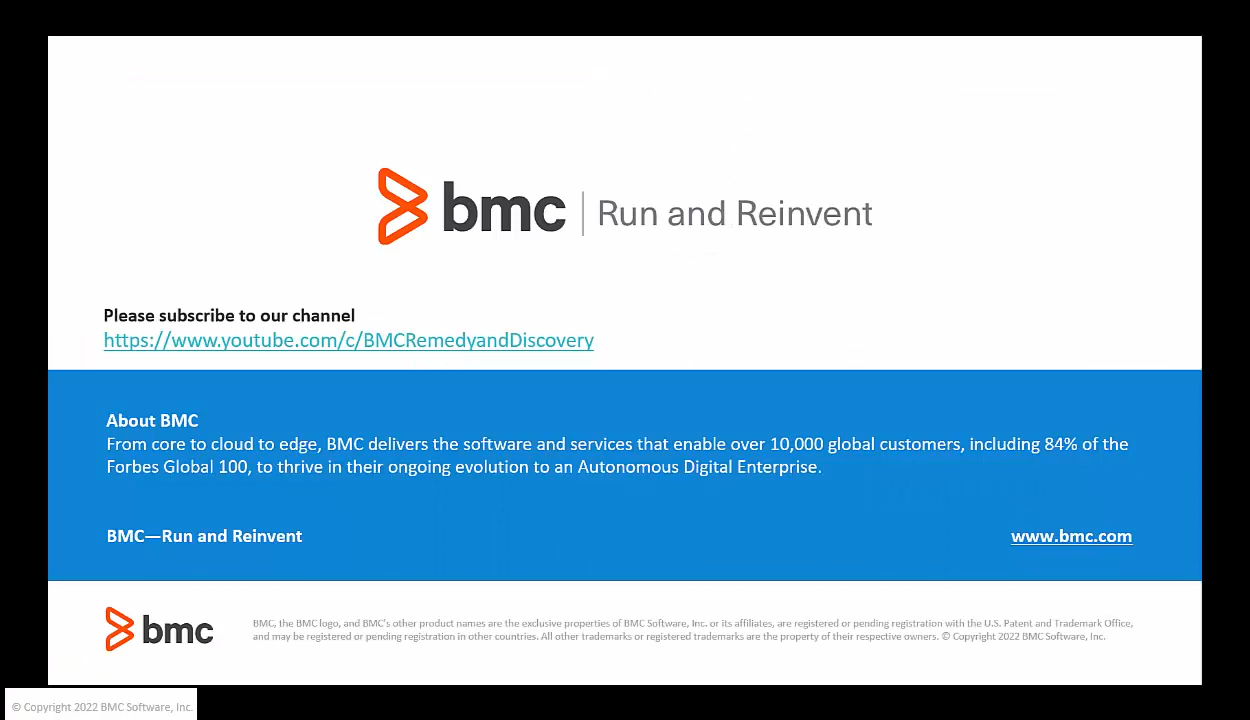 bmc | Run and Reinvent
Please subscribe to our channel
https://www.youtube.com/c/BMCRemedyandDiscovery
About BMC
From core to cloud to edge, BMC delivers the software and services that enable over 10,000 global customers, including 84% of the
Forbes Global 100, to thrive in their ongoing evolution to an Autonomous Digital Enterprise.
BMC—Run and Reinvent
www.bmc.com
bmc
BMC, the BMC logo, and BMC's other product names are the exclusive properties of BMC Software, Inc. or its affiliates, are registered or pending registration with the U.S. Patent and Trademark Office,
and may be registered or pending registration in other countries. All other trademarks or registered trademarks are the property of their respective owners. © Copyright 2022 BMC Software, Inc.
© Copyright 2022 BMC Software, Inc.